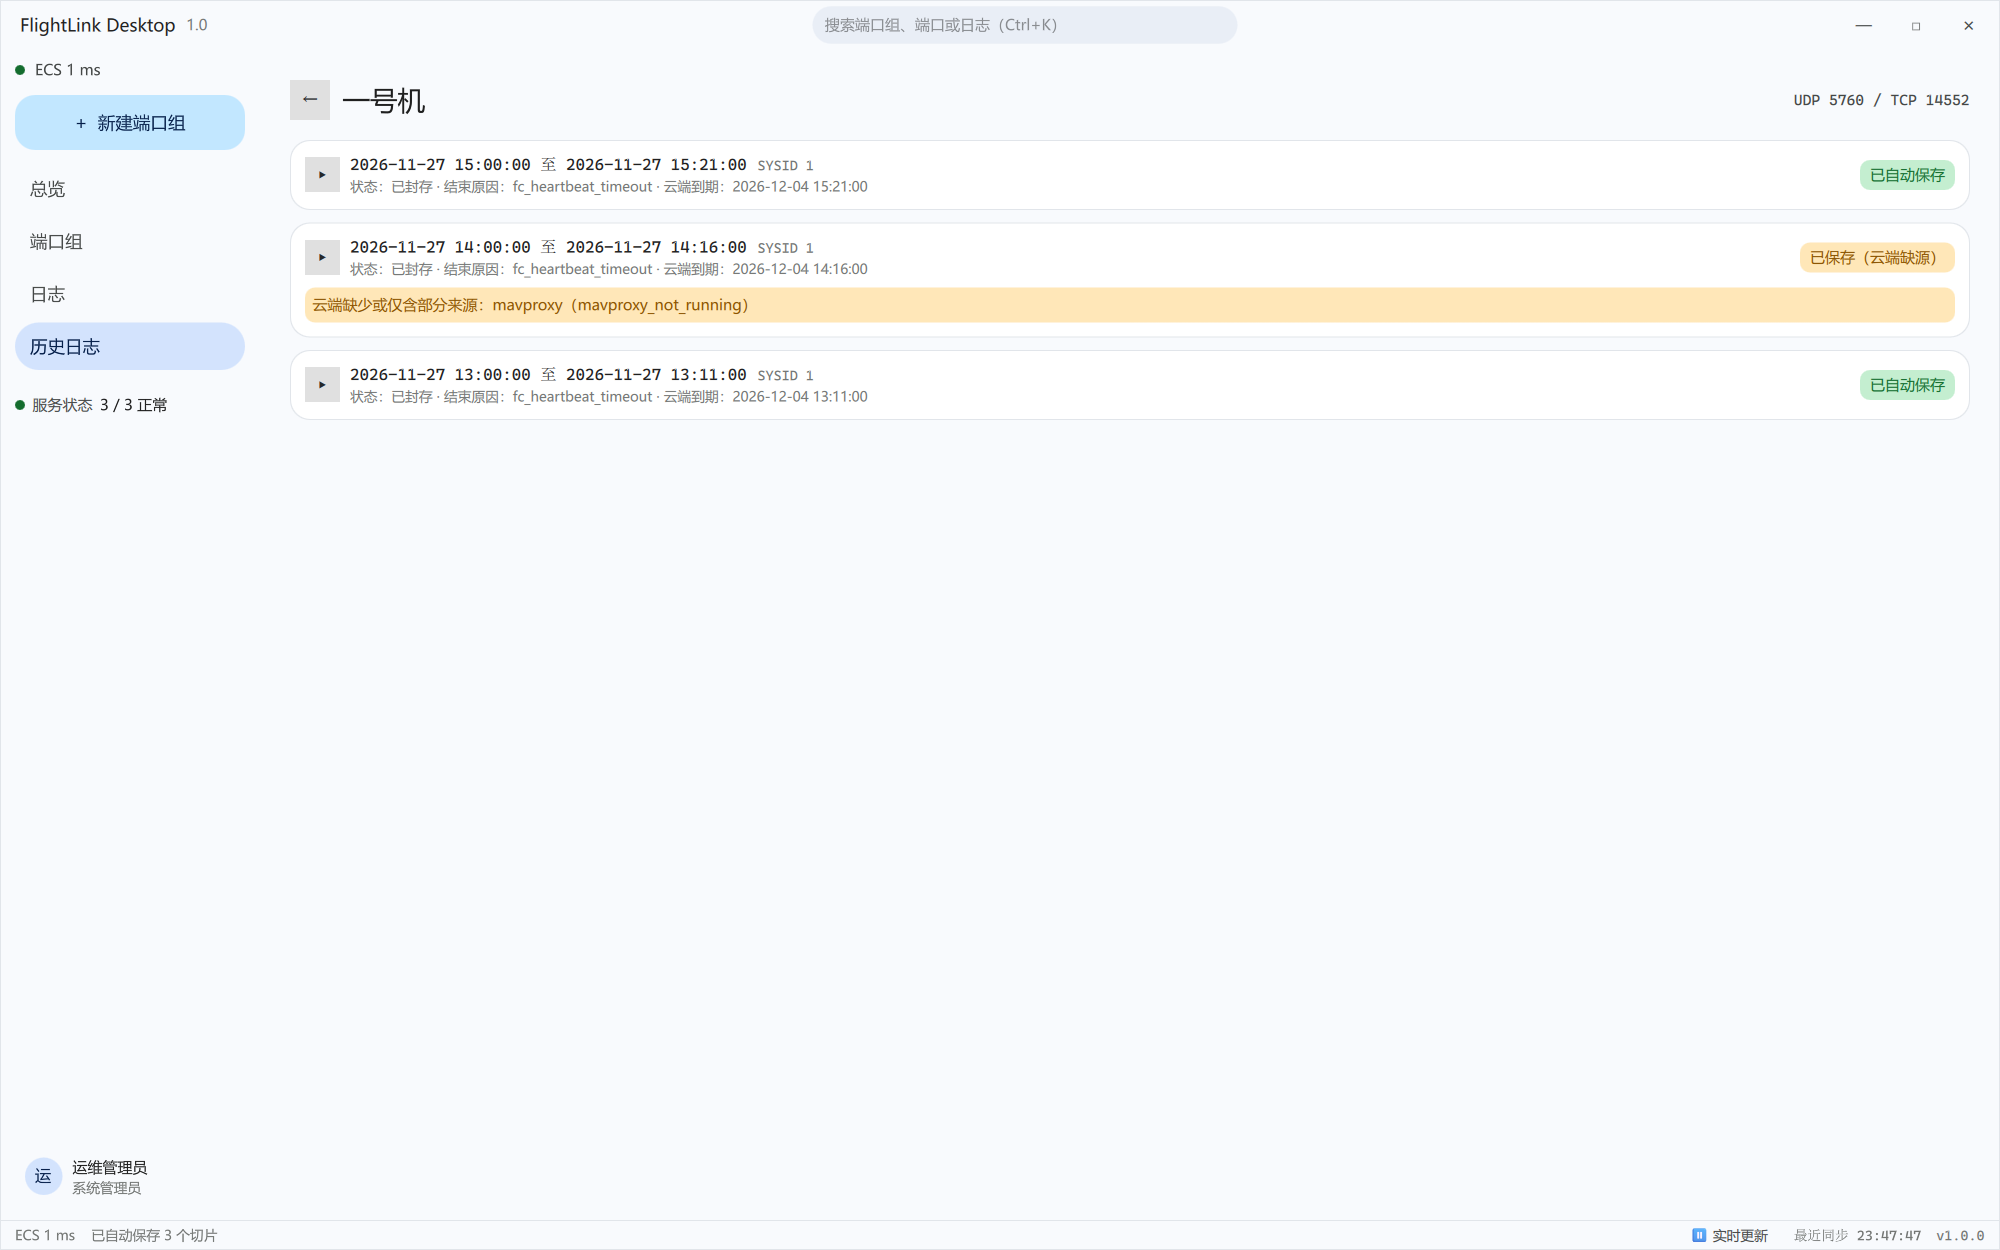 FlightLink Desktop 1.0
搜索端口组、端口或日志（Ctrl+K）
ECS 1 ms
+ 新建端口组
总览
端口组
日志
历史日志
服务状态 3 / 3 正常
← 一号机
UDP 5760 / TCP 14552
2026-11-27 15:00:00 至 2026-11-27 15:21:00 SYSID 1
状态：已封存 · 结束原因：fc_heartbeat_timeout · 云端到期：2026-12-04 15:21:00
已自动保存
2026-11-27 14:00:00 至 2026-11-27 14:16:00 SYSID 1
状态：已封存 · 结束原因：fc_heartbeat_timeout · 云端到期：2026-12-04 14:16:00
已保存（云端缺源）
云端缺少或仅含部分来源：mavproxy（mavproxy_not_running）
2026-11-27 13:00:00 至 2026-11-27 13:11:00 SYSID 1
状态：已封存 · 结束原因：fc_heartbeat_timeout · 云端到期：2026-12-04 13:11:00
已自动保存
运
运维管理员
系统管理员
ECS 1 ms 已自动保存 3 个切片
实时更新 最近同步 23:47:47 v1.0.0